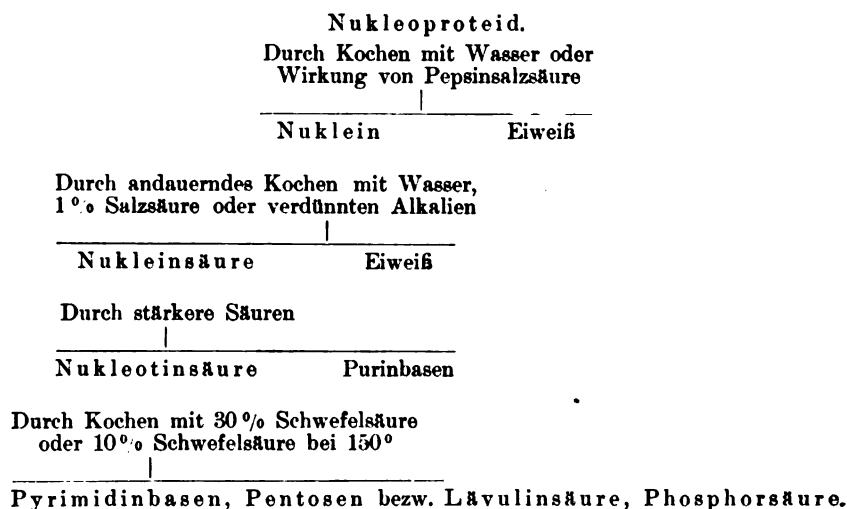 Nukleoproteid.
Durch Kochen mit Wasser oder
Wirkung von Pepsinsalzsäure
Nuklein Eiweiß
Durch andauerndes Kochen mit Wasser,
1% Salzsäure oder verdünnten Alkalien
Nukleinsäure Eiweiß
Durch stärkere Säuren
Nukleotinsäure Purinbasen
Durch Kochen mit 30% Schwefelsäure
oder 10% Schwefelsäure bei 150°
Pyrimidinbasen, Pentosen bezw. Lävulinsäure, Phosphorsäure.